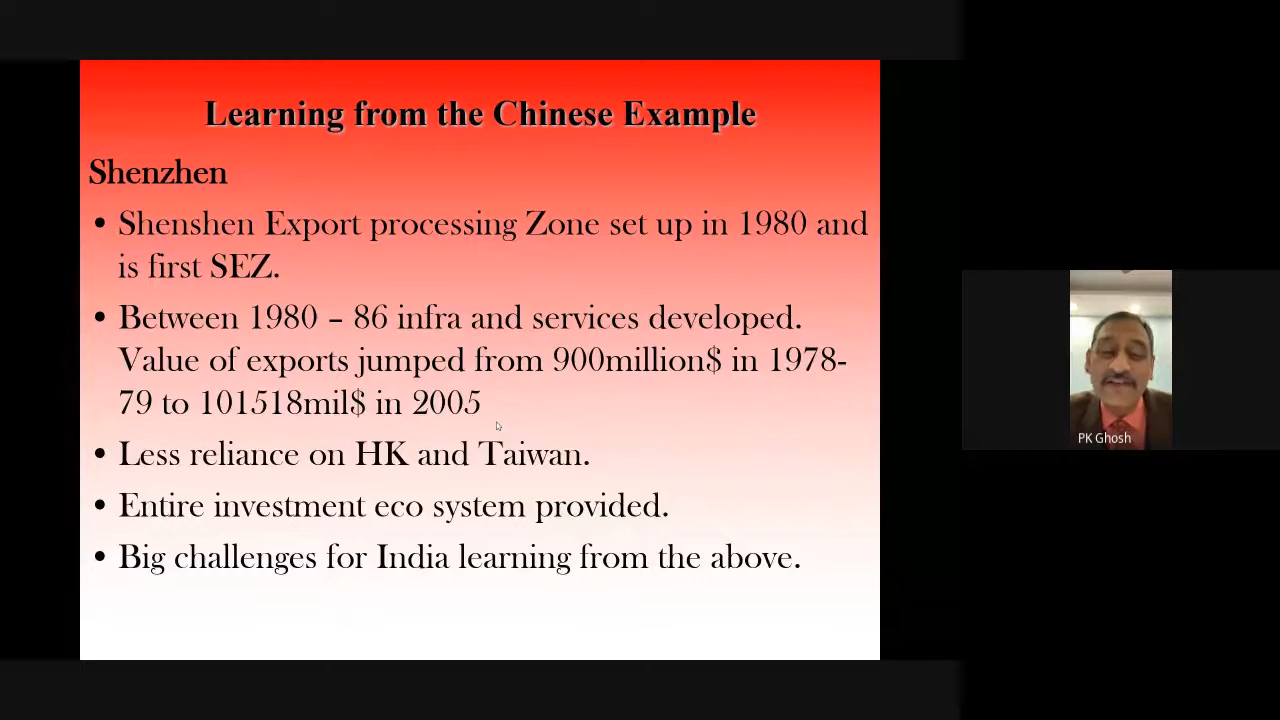 Learning from the Chinese Example
Shenzhen
• Shenshen Export processing Zone set up in 1980 and
is first SEZ.
• Between 1980 – 86 infra and services developed.
Value of exports jumped from 900million$ in 1978-
79 to 101518mil$ in 2005
• Less reliance on HK and Taiwan.
• Entire investment eco system provided.
• Big challenges for India learning from the above.
PK Ghosh